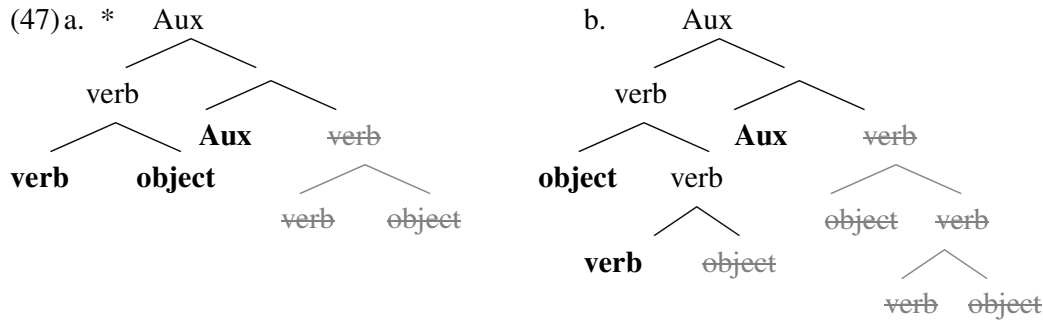 (47) a. * Aux b. Aux
verb verb
Aux verb Aux verb
verb object object verb
verb object object verb
verb object
verb object